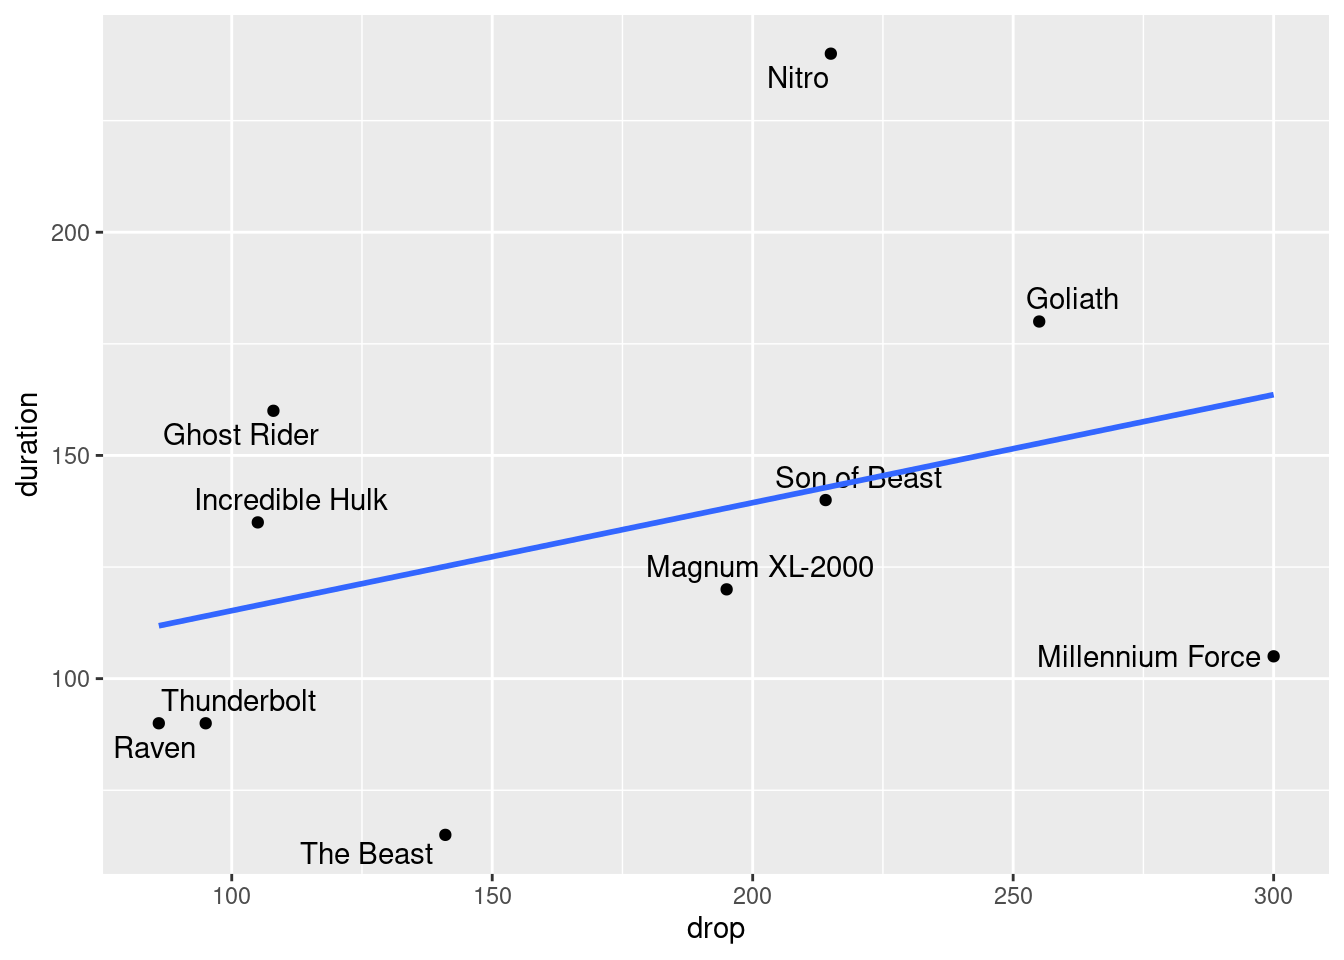 Nitro
200
Goliath
Ghost Rider
150
Son of Beast
Incredible Hulk
Magnum XL-2000
Millennium Force
100
Thunderbolt
Raven
The Beast
duration
100 150 200 250 300
drop